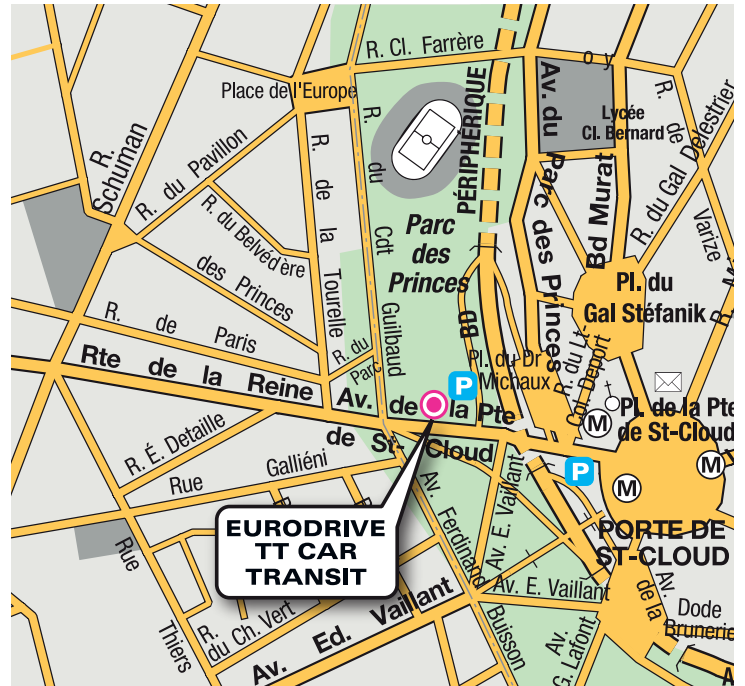 R. Cl. Farrère
o y
Place de l'Europe
PÉRIPHÉRIQUE
BD
Av. du Parc des Princes
Lycée
Cl. Bernard
R. de
Varize
R. du Gal Delestrier
Bd Murat
R.
Schuman
R. du Pavillon
R. du Belvédère
des Princes
R. de la
Tourelle
R. du
Cdt
Guilbaud
Parc
des
Princes
Pl. du
Gal Stéfanik
R. M
R. de Paris
R. du
Parc
Pl. du Dr
Michaux
R. du Lt-
Col. Déport
Rte de la Reine
Av. de la Pte
de St-Cloud
P
M
Pl. de la Pte
de St-Cloud
M
M
P
R. É. Detaille
Rue Galliéni
EURODRIVE
TT CAR
TRANSIT
Av. Ferdinand
Buisson
Av. E. Vaillant
PORTE DE
ST-CLOUD
Rue
Thiers
R.
du Ch. Vert
Av. Ed. Vaillant
Av. E. Vaillant
Av.
de la
Dode
Brunerie
Av.
G. Lafont
A